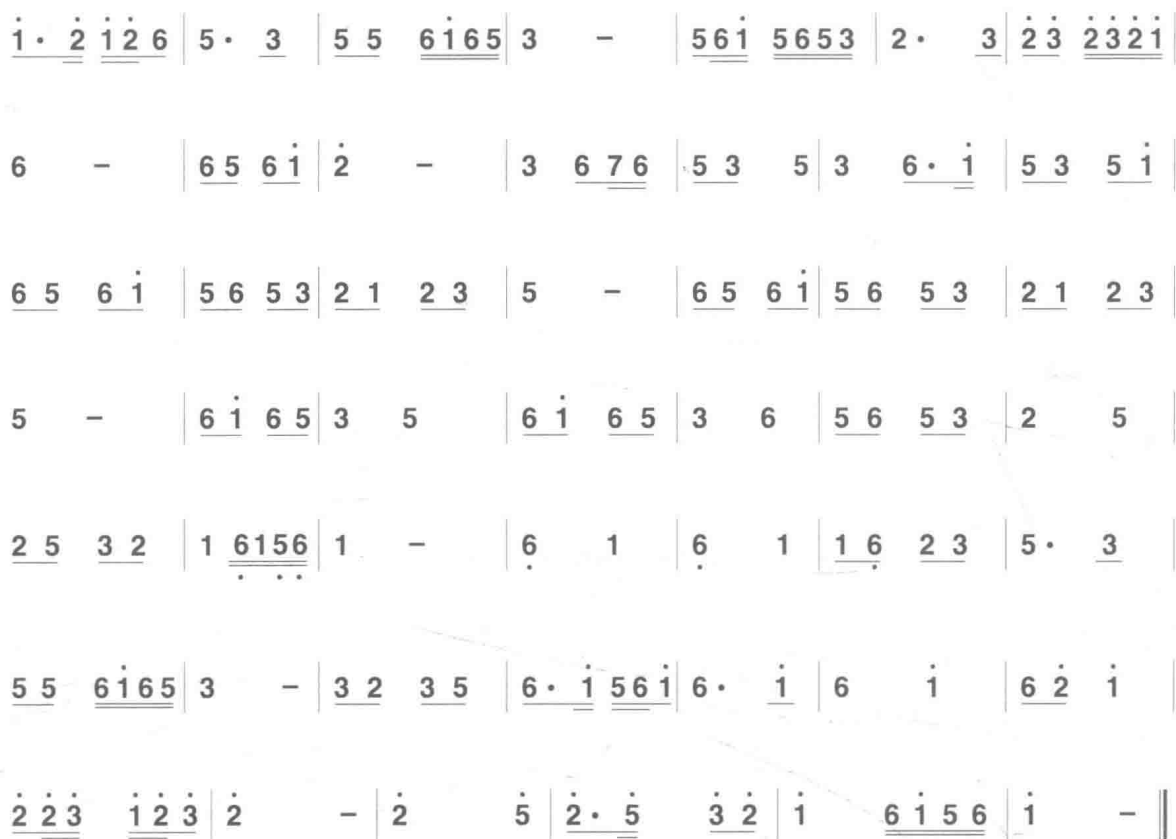 1̇· 2̇ 1̇ 2̇ 6 | 5· 3 | 5 5 6 1̇ 6 5 | 3 – | 5 6 1̇ 5 6 5 3 | 2· 3 | 2̇ 3̇ 2̇ 3̇ 2̇ 1̇ |
6 – | 6 5 6 1̇ | 2̇ – | 3 6 7 6 | 5 3 5 | 3 6· 1̇ | 5 3 5 1̇ |
6 5 6 1̇ | 5 6 5 3 | 2 1 2 3 | 5 – | 6 5 6 1̇ | 5 6 5 3 | 2 1 2 3 |
5 – | 6 1̇ 6 5 | 3 5 | 6 1̇ 6 5 | 3 6 | 5 6 5 3 | 2 5 |
2 5 3 2 | 1 6̣ 1 5̣ 6̣ | 1 – | 6̣ 1 | 6̣ 1 | 1 6̣ 2 3 | 5· 3 |
5 5 6 1̇ 6 5 | 3 – | 3 2 3 5 | 6· 1̇ 5 6 1̇ | 6· 1̇ | 6 1̇ | 6 2̇ 1̇ |
2̇ 2̇ 3̇ 1̇ 2̇ 3̇ | 2̇ – | 2̇ 5̇ | 2̇· 5̇ 3̇ 2̇ | 1̇ 6 1̇ 5 6 | 1̇ – ‖